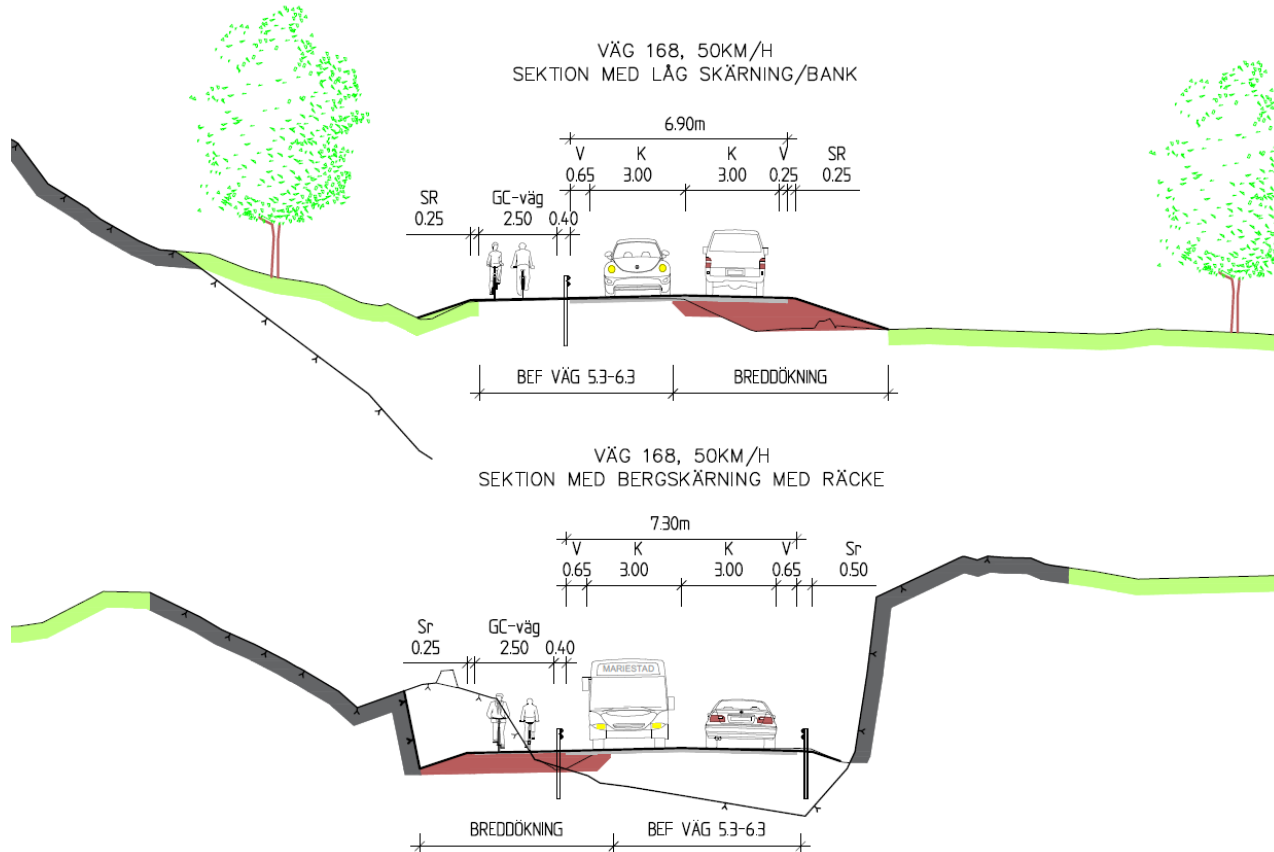 VÄG 168, 50KM/H
SEKTION MED LÅG SKÄRNING/BANK
6.90m
V K K V SR
0.65 3.00 3.00 0.25 0.25
SR GC-väg
0.25 2.50 0.40
BEF VÄG 5.3-6.3 BREDDÖKNING
VÄG 168, 50KM/H
SEKTION MED BERGSKÄRNING MED RÄCKE
7.30m
V K K V Sr
0.65 3.00 3.00 0.65 0.50
Sr GC-väg
0.25 2.50 0.40
MARIESTAD
BREDDÖKNING BEF VÄG 5.3-6.3